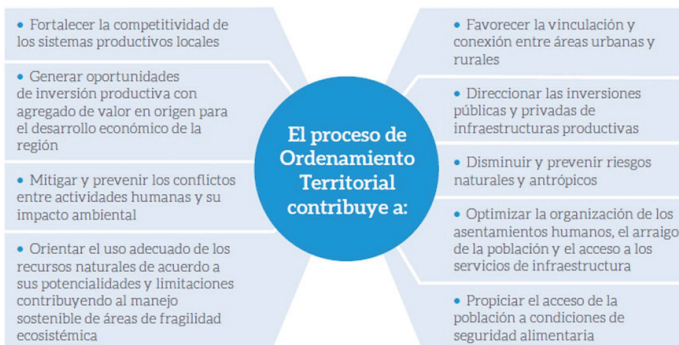 • Fortalecer la competitividad de
los sistemas productivos locales
• Generar oportunidades
de inversión productiva con
agregado de valor en origen para
el desarrollo económico de la
región
• Mitigar y prevenir los conflictos
entre actividades humanas y su
impacto ambiental
• Orientar el uso adecuado de los
recursos naturales de acuerdo a
sus potencialidades y limitaciones
contribuyendo al manejo
sostenible de áreas de fragilidad
ecosistémica
El proceso de
Ordenamiento
Territorial
contribuye a:
• Favorecer la vinculación y
conexión entre áreas urbanas y
rurales
• Direccionar las inversiones
públicas y privadas de
infraestructuras productivas
• Disminuir y prevenir riesgos
naturales y antrópicos
• Optimizar la organización de los
asentamientos humanos, el arraigo
de la población y el acceso a los
servicios de infraestructura
• Propiciar el acceso de la
población a condiciones de
seguridad alimentaria